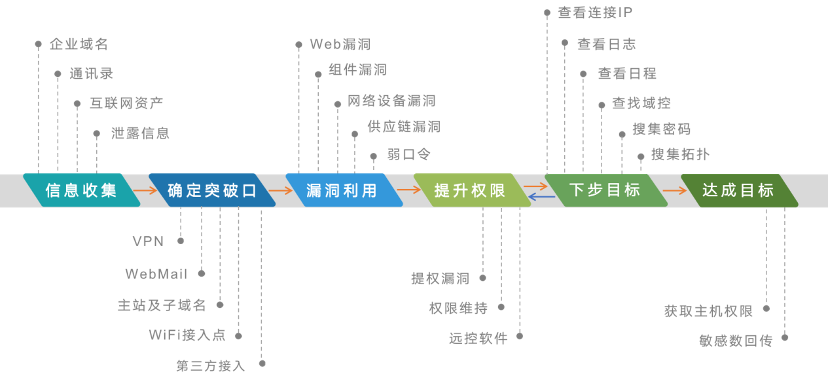 查看连接IP
企业域名
Web漏洞
查看日志
通讯录
组件漏洞
查看日程
互联网资产
网络设备漏洞
查找域控
泄露信息
供应链漏洞
搜集密码
弱口令
搜集拓扑
信息收集
确定突破口
漏洞利用
提升权限
下步目标
达成目标
VPN
WebMail
提权漏洞
主站及子域名
权限维持
获取主机权限
WiFi接入点
远控软件
敏感数回传
第三方接入